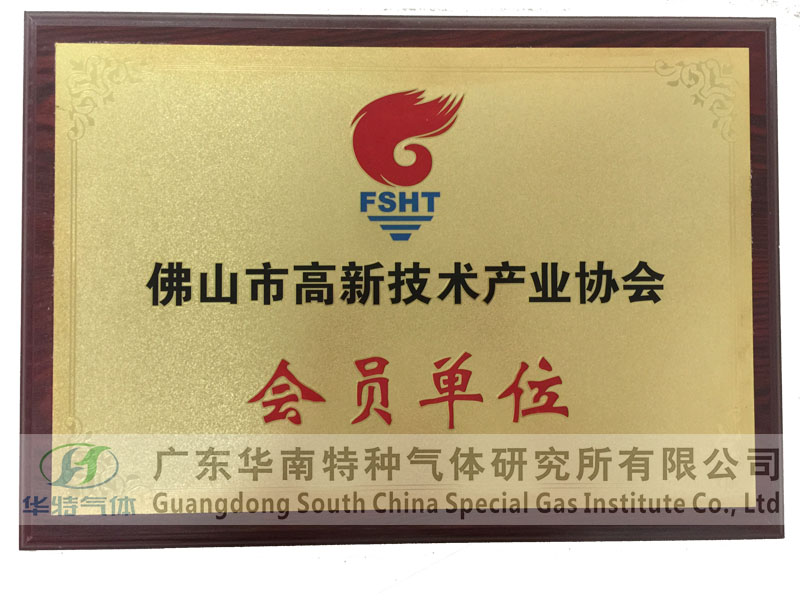 FSHT
佛山市高新技术产业协会
会员单位
广东华南特种气体研究所有限公司
华特气体
Guangdong South China Special Gas Institute Co., Ltd